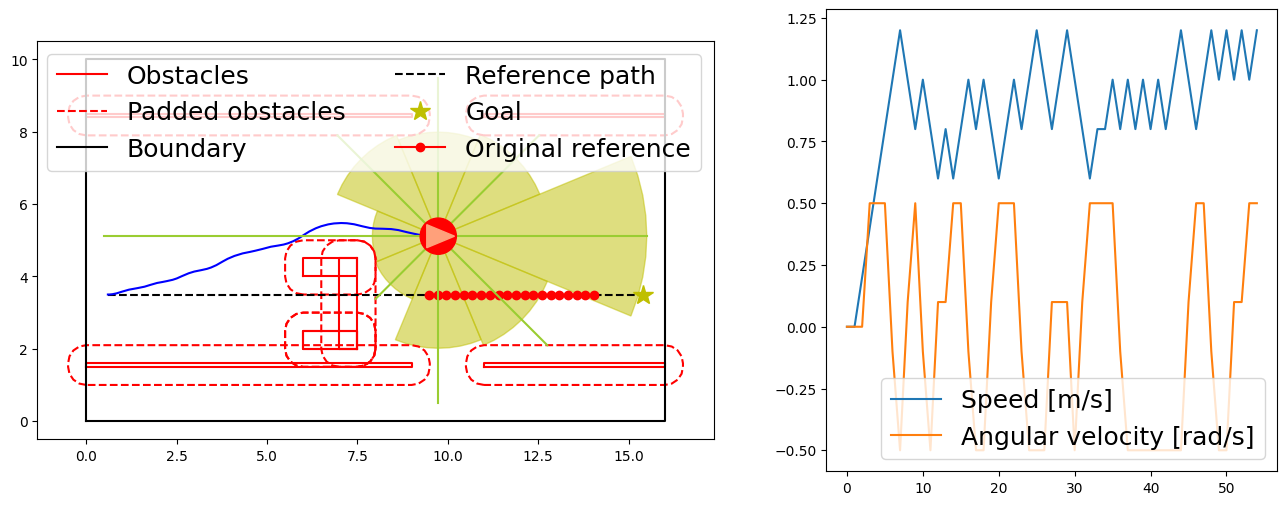 Obstacles
Padded obstacles
Boundary
Reference path
Goal
Original reference
10
8
6
4
2
0
0.0 2.5 5.0 7.5 10.0 12.5 15.0
1.25
1.00
0.75
0.50
0.25
0.00
−0.25
−0.50
Speed [m/s]
Angular velocity [rad/s]
0 10 20 30 40 50